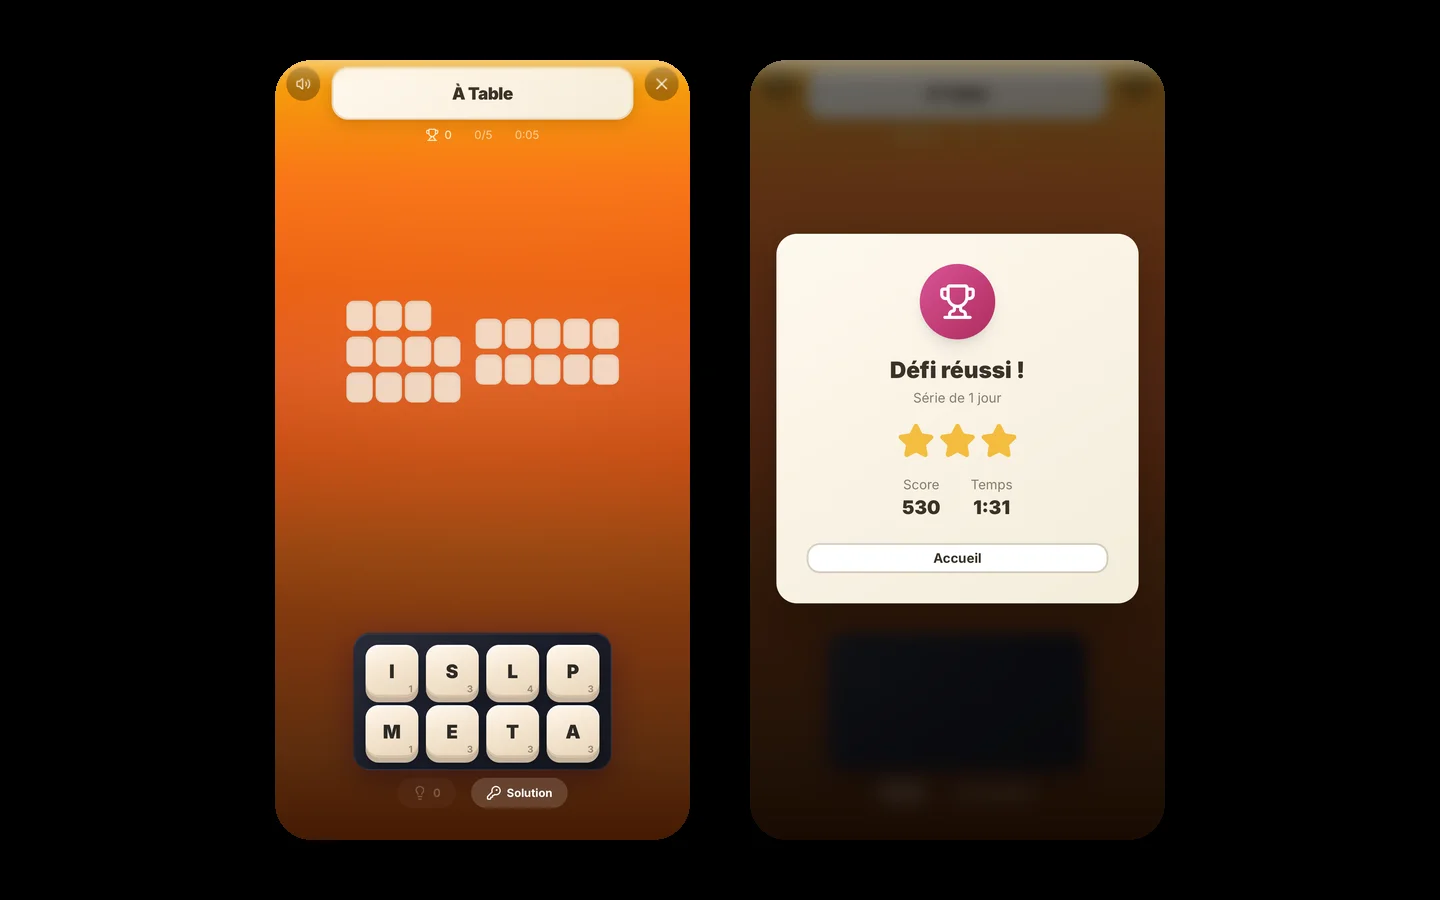 À Table
0 0/5 0:05
I 1 S 3 L 4 P 3
M 1 E 3 T 3 A 3
0 Solution
Défi réussi !
Série de 1 jour
Score Temps
530 1:31
Accueil